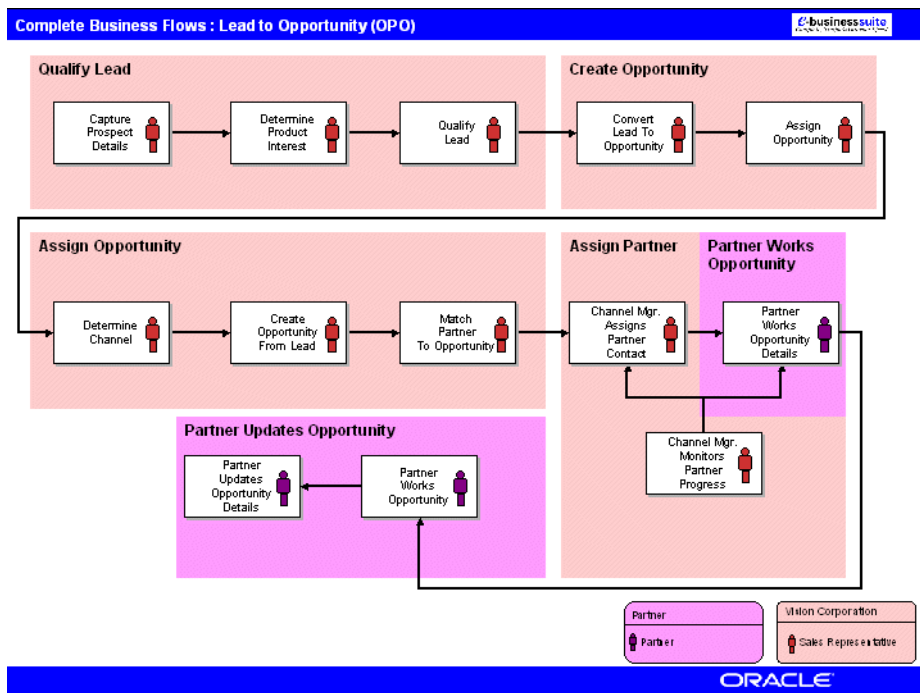 Complete Business Flows : Lead to Opportunity (OPO)
e-businesssuite
Qualify Lead
Create Opportunity
Capture
Prospect
Details
Determine
Product
Interest
Qualify
Lead
Convert
Lead To
Opportunity
Assign
Opportunity
Assign Opportunity
Assign Partner
Partner Works
Opportunity
Determine
Channel
Create
Opportunity
From Lead
Match
Partner
To Opportunity
Channel Mgr.
Assigns
Partner
Contact
Partner
Works
Opportunity
Details
Partner Updates Opportunity
Partner
Updates
Opportunity
Details
Partner
Works
Opportunity
Channel Mgr.
Monitors
Partner
Progress
Partner
Partner
Vision Corporation
Sales Representative
ORACLE